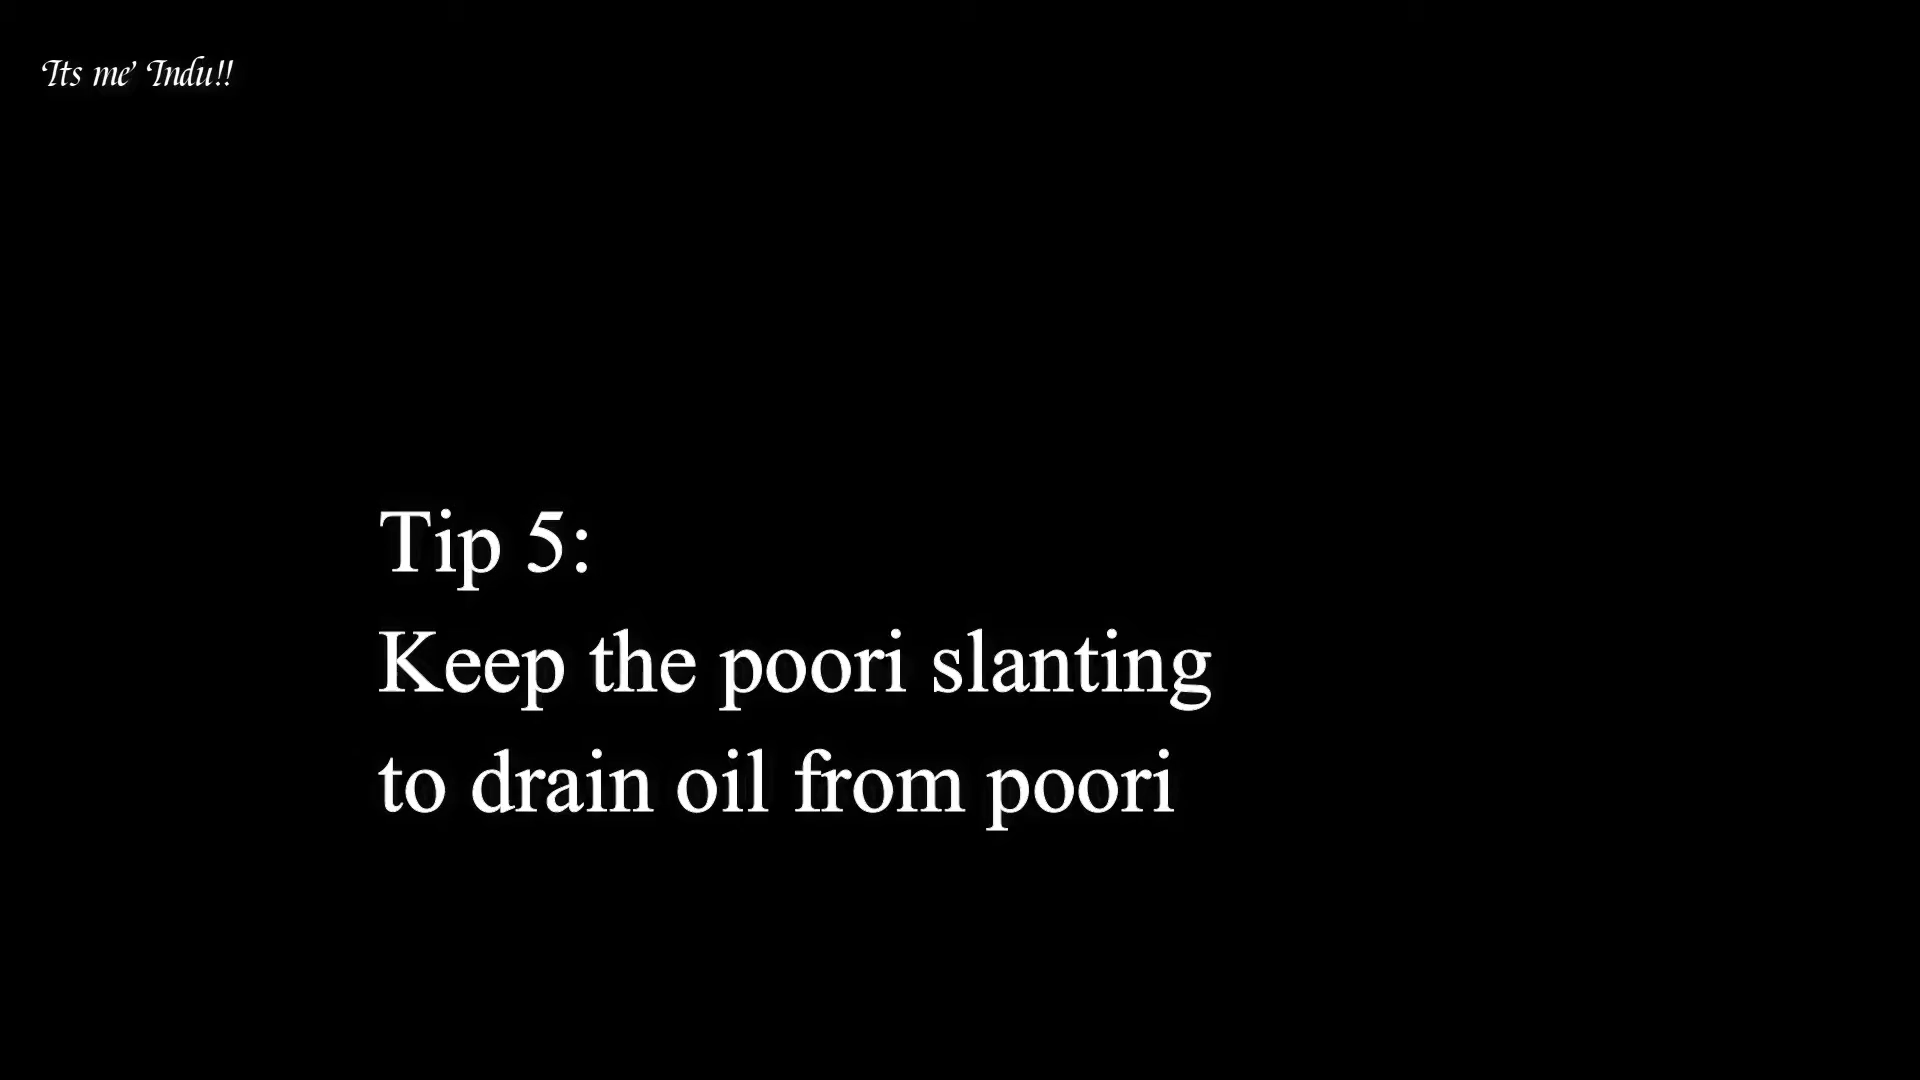 Its me' Indu!!
Tip 5:
Keep the poori slanting
to drain oil from poori